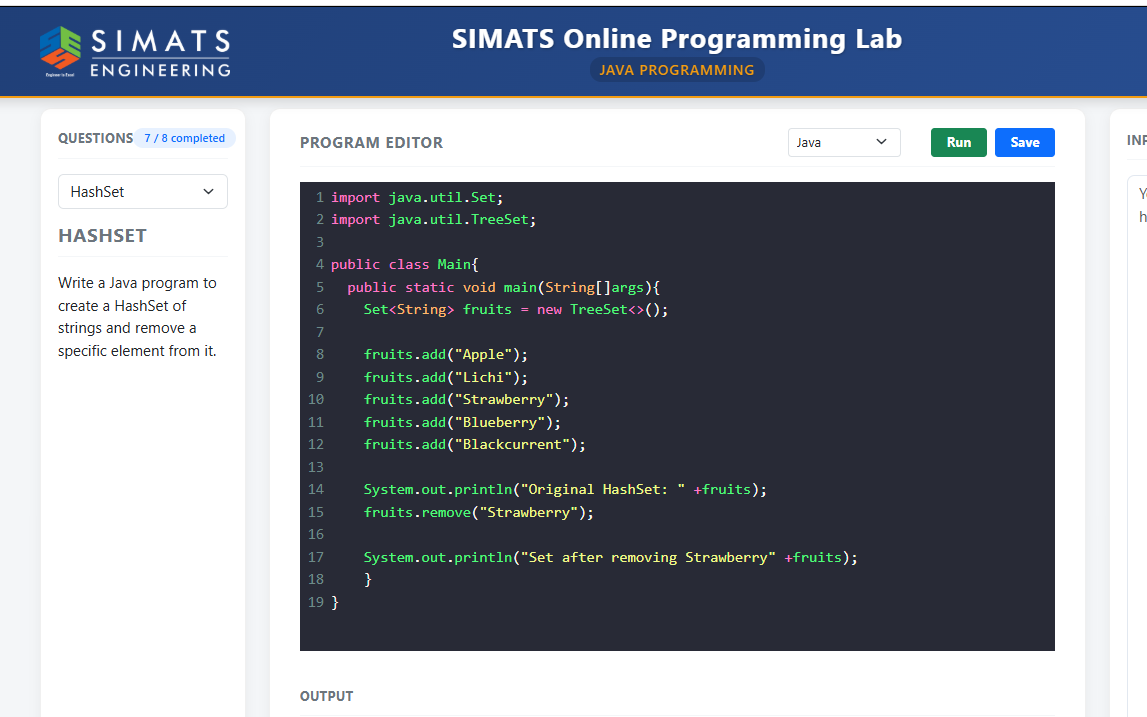 SIMATS
ENGINEERING
Engineer to Excel
SIMATS Online Programming Lab
JAVA PROGRAMMING
QUESTIONS 7 / 8 completed
HashSet
HASHSET
Write a Java program to
create a HashSet of
strings and remove a
specific element from it.
PROGRAM EDITOR
Java
Run
Save
1 import java.util.Set;
2 import java.util.TreeSet;
3
4 public class Main{
5   public static void main(String[]args){
6     Set<String> fruits = new TreeSet<>();
7
8     fruits.add("Apple");
9     fruits.add("Lichi");
10     fruits.add("Strawberry");
11     fruits.add("Blueberry");
12     fruits.add("Blackcurrent");
13
14     System.out.println("Original HashSet: " +fruits);
15     fruits.remove("Strawberry");
16
17     System.out.println("Set after removing Strawberry" +fruits);
18     }
19 }
OUTPUT